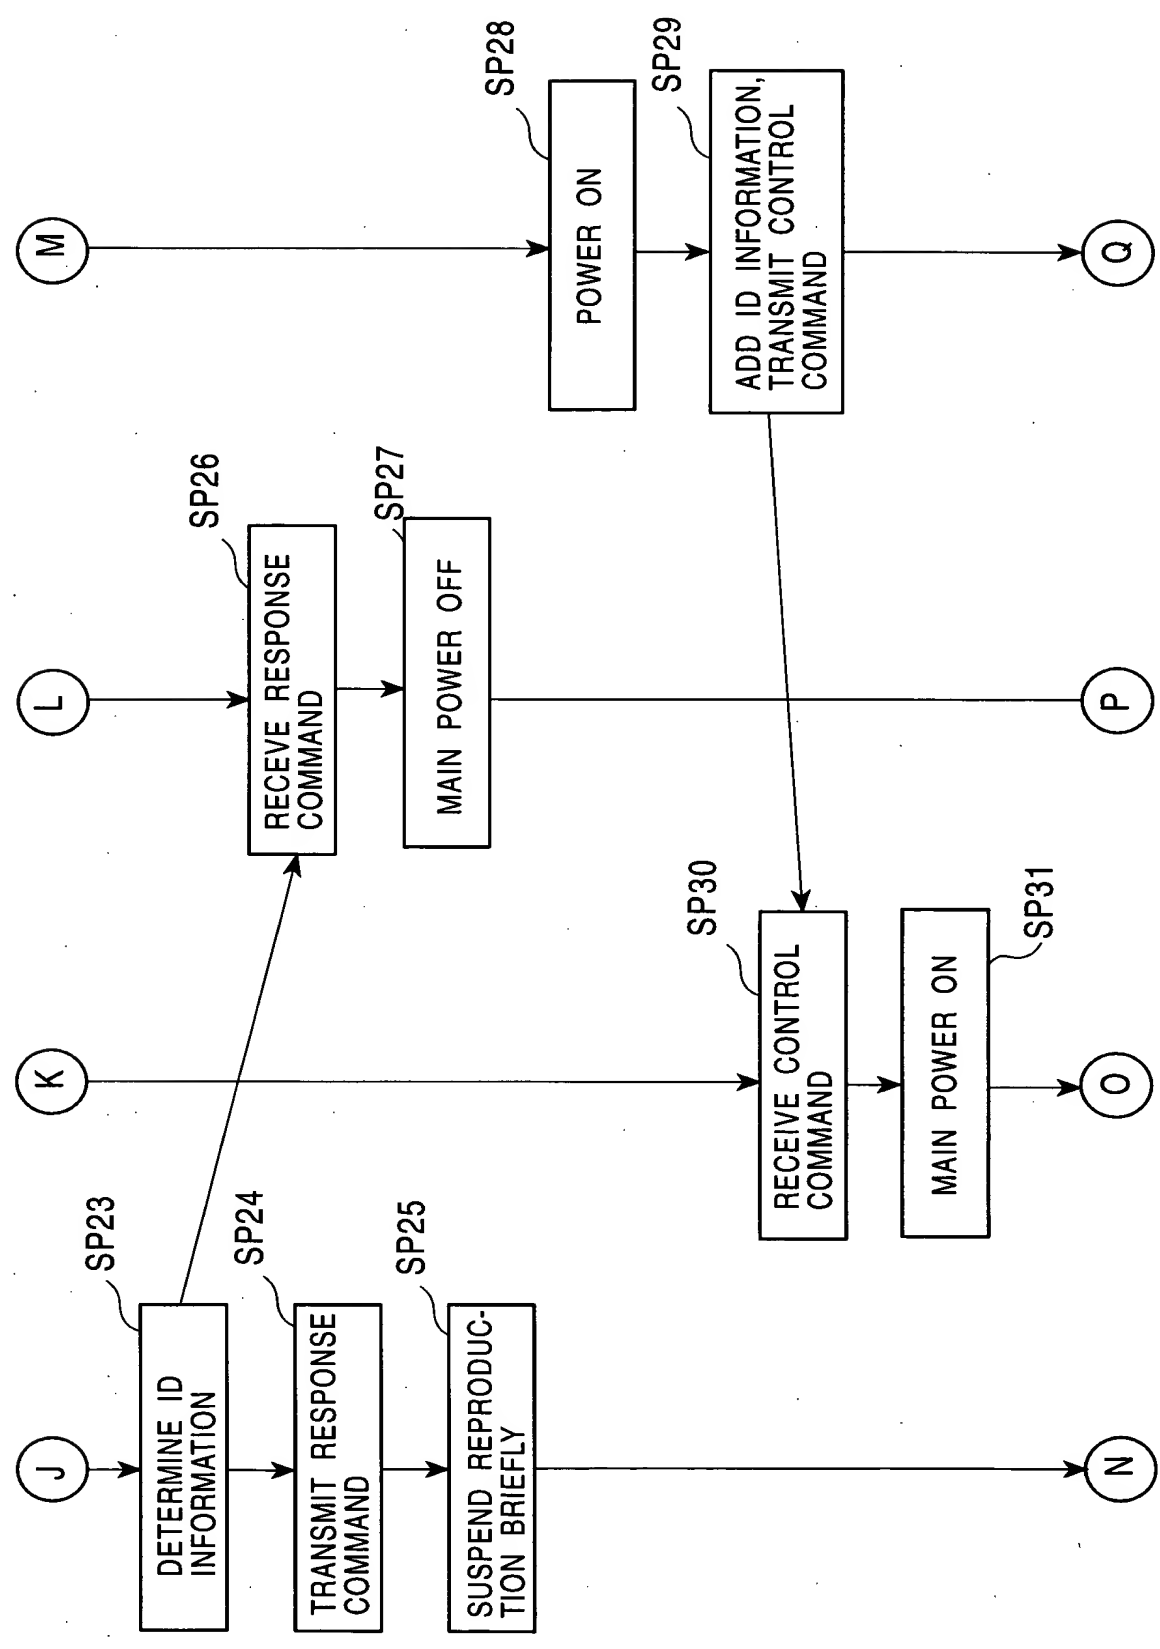 J
SP23
DETERMINE ID
INFORMATION
SP24
TRANSMIT RESPONSE
COMMAND
SP25
SUSPEND REPRODUC-
TION BRIEFLY
N
K
SP30
RECEIVE CONTROL
COMMAND
SP31
MAIN POWER ON
O
L
SP26
RECEVE RESPONSE
COMMAND
SP27
MAIN POWER OFF
P
M
SP28
POWER ON
SP29
ADD ID INFORMATION,
TRANSMIT CONTROL
COMMAND
Q